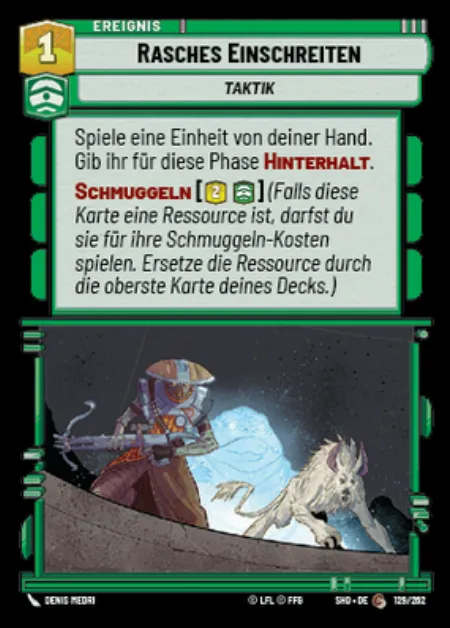 EREIGNIS
1
RASCHES EINSCHREITEN
TAKTIK
Spiele eine Einheit von deiner Hand.
Gib ihr für diese Phase HINTERHALT.
SCHMUGGELN [2] (Falls diese
Karte eine Ressource ist, darfst du
sie für ihre Schmuggeln-Kosten
spielen. Ersetze die Ressource durch
die oberste Karte deines Decks.)
DENIS MEDRI
© LFL © FFG
SHD • DE 129/262